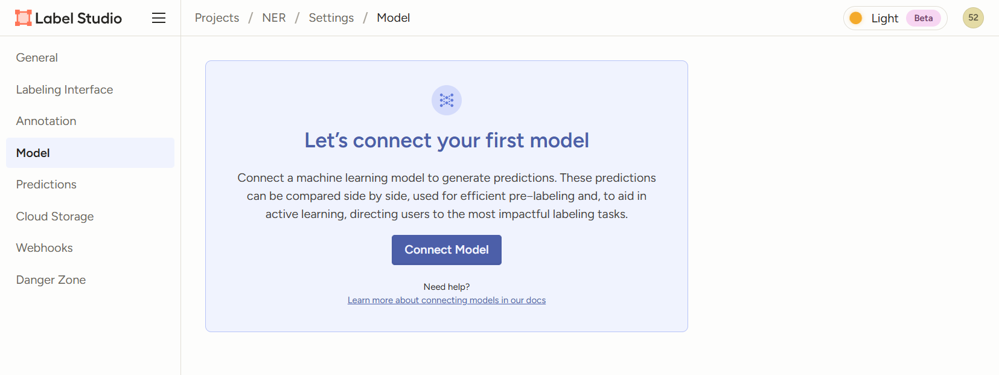 Label Studio
Projects / NER / Settings / Model
Light Beta
52
General
Labeling Interface
Annotation
Model
Predictions
Cloud Storage
Webhooks
Danger Zone
Let’s connect your first model
Connect a machine learning model to generate predictions. These predictions
can be compared side by side, used for efficient pre–labeling and, to aid in
active learning, directing users to the most impactful labeling tasks.
Connect Model
Need help?
Learn more about connecting models in our docs